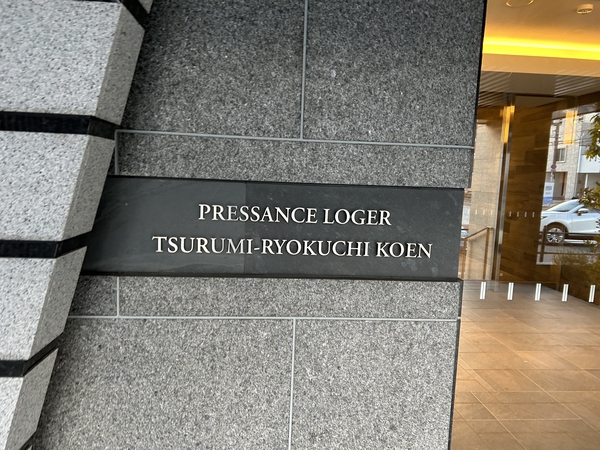 PRESSANCE LOGER
TSURUMI-RYOKUCHI KOEN